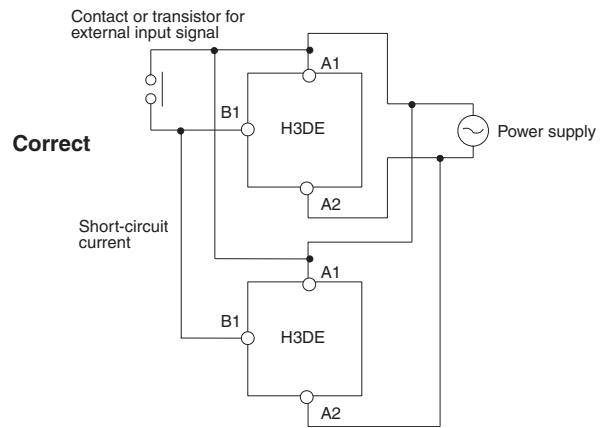 Contact or transistor for
external input signal
A1
B1
H3DE
Power supply
Correct
A2
Short-circuit
current
A1
B1
H3DE
A2